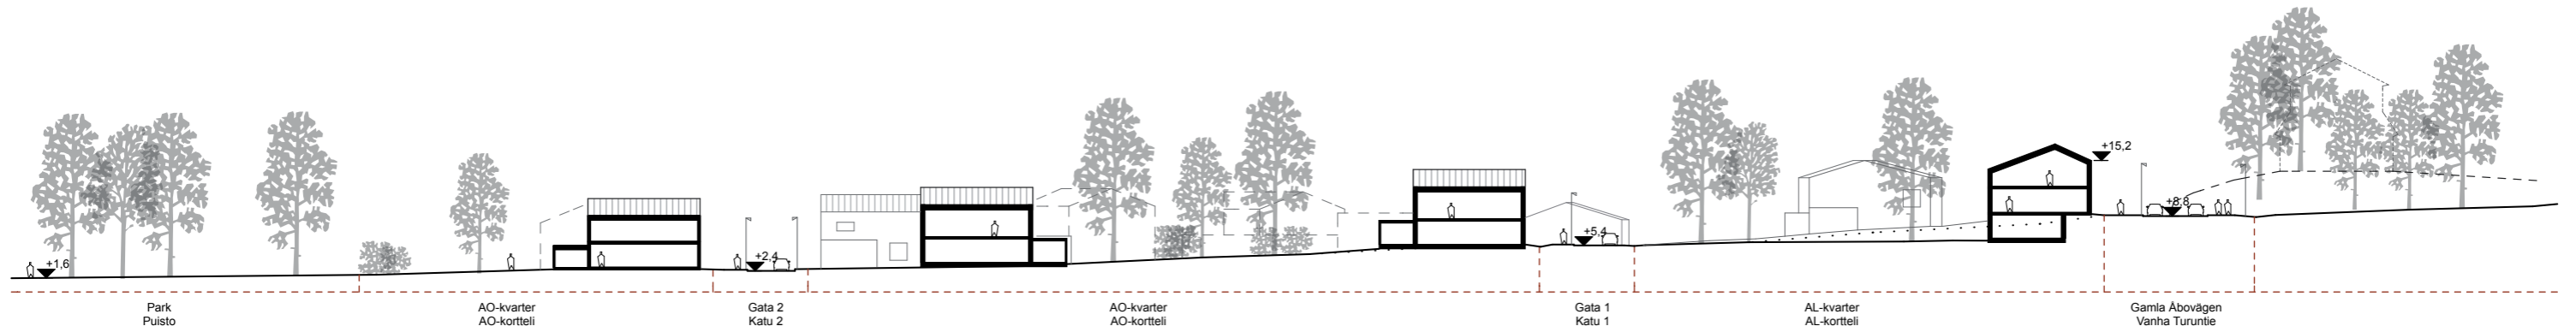 +15,2
+8,8
+5,4
+2,4
+1,6
Park
Puisto
AO-kvarter
AO-kortteli
Gata 2
Katu 2
AO-kvarter
AO-kortteli
Gata 1
Katu 1
AL-kvarter
AL-kortteli
Gamla Åbovägen
Vanha Turuntie